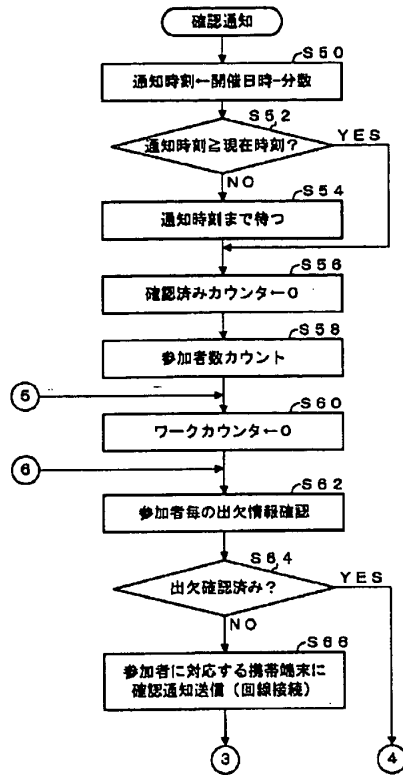 確認通知
S50
通知時刻←開催日時-分数
S52
通知時刻≧現在時刻?
YES
NO
S54
通知時刻まで待つ
S56
確認済みカウンター←0
S58
参加者数カウント
5
S60
ワークカウンター←0
6
S62
参加者毎の出欠情報確認
S64
出欠確認済み?
YES
NO
S66
参加者に対応する携帯端末に
確認通知送信(回線接続)
3
4